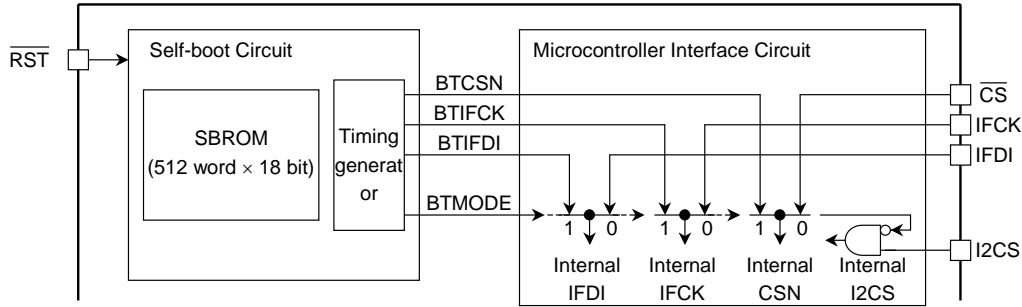 Self-boot Circuit
Microcontroller Interface Circuit
RST
BTCSN
CS
BTIFCK
IFCK
SBROM
(512 word × 18 bit)
Timing
generat
or
BTIFDI
IFDI
BTMODE
1 0
1 0
1 0
I2CS
Internal
IFDI
Internal
IFCK
Internal
CSN
Internal
I2CS